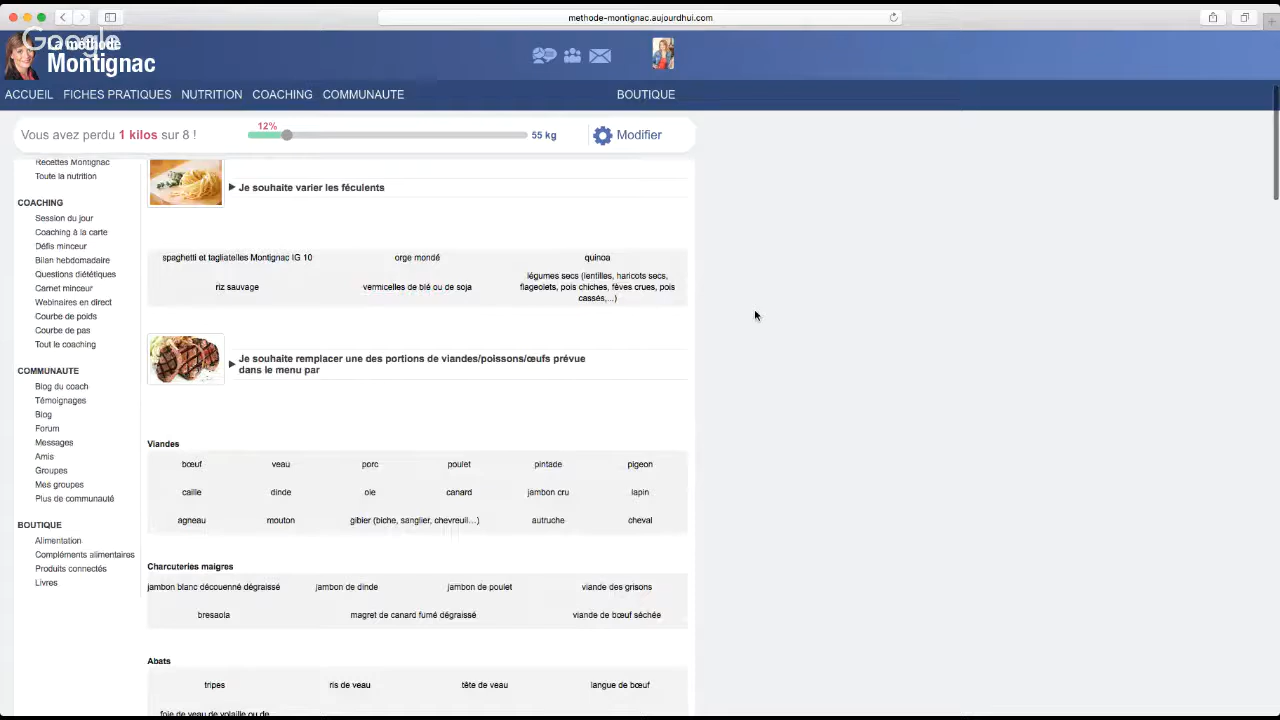 methode-montignac.aujourdhui.com
Google
La méthode
Montignac
ACCUEIL FICHES PRATIQUES NUTRITION COACHING COMMUNAUTE BOUTIQUE
Vous avez perdu 1 kilos sur 8 !
12%
55 kg
Modifier
Recettes Montignac
Toute la nutrition
COACHING
Session du jour
Coaching à la carte
Défis minceur
Bilan hebdomadaire
Questions diététiques
Carnet minceur
Webinaires en direct
Courbe de poids
Courbe de pas
Tout le coaching
COMMUNAUTE
Blog du coach
Témoignages
Blog
Forum
Messages
Amis
Groupes
Mes groupes
Plus de communauté
BOUTIQUE
Alimentation
Compléments alimentaires
Produits connectés
Livres
Je souhaite varier les féculents
spaghetti et tagliatelles Montignac IG 10
orge mondé
quinoa
riz sauvage
vermicelles de blé ou de soja
légumes secs (lentilles, haricots secs,
flageolets, pois chiches, fèves crues, pois
cassés,...)
Je souhaite remplacer une des portions de viandes/poissons/œufs prévue
dans le menu par
Viandes
bœuf veau porc poulet pintade pigeon
caille dinde oie canard jambon cru lapin
agneau mouton gibier (biche, sanglier, chevreuil...) autruche cheval
Charcuteries maigres
jambon blanc découenné dégraissé jambon de dinde jambon de poulet viande des grisons
bresaola magret de canard fumé dégraissé viande de bœuf séchée
Abats
tripes ris de veau tête de veau langue de bœuf
foie de veau de volaille ou de